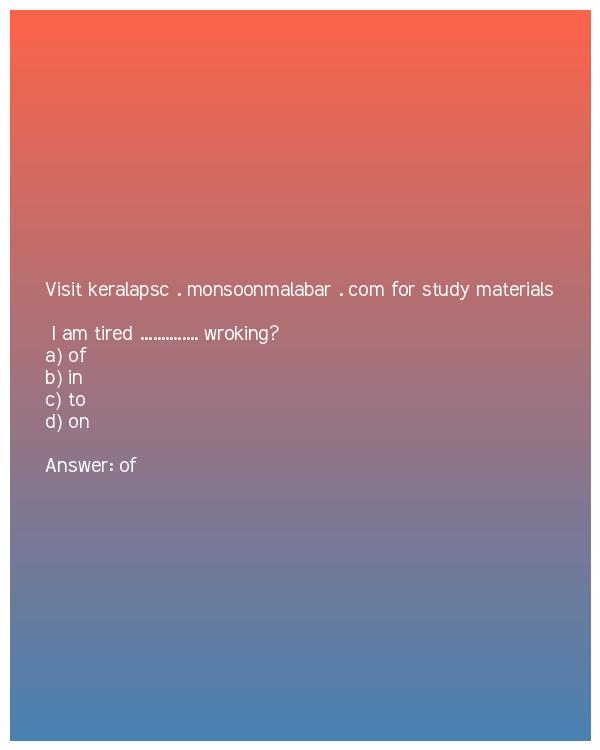 Visit keralapsc . monsoonmalabar . com for study materials
I am tired .............. wroking?
a) of
b) in
c) to
d) on
Answer: of